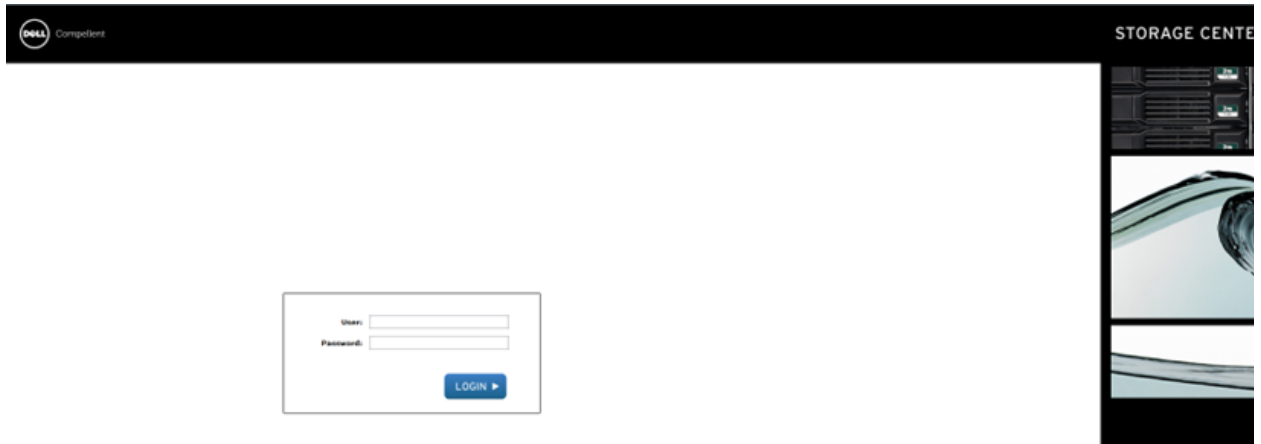 DELL Compellent
STORAGE CENTE
User:
Password:
LOGIN